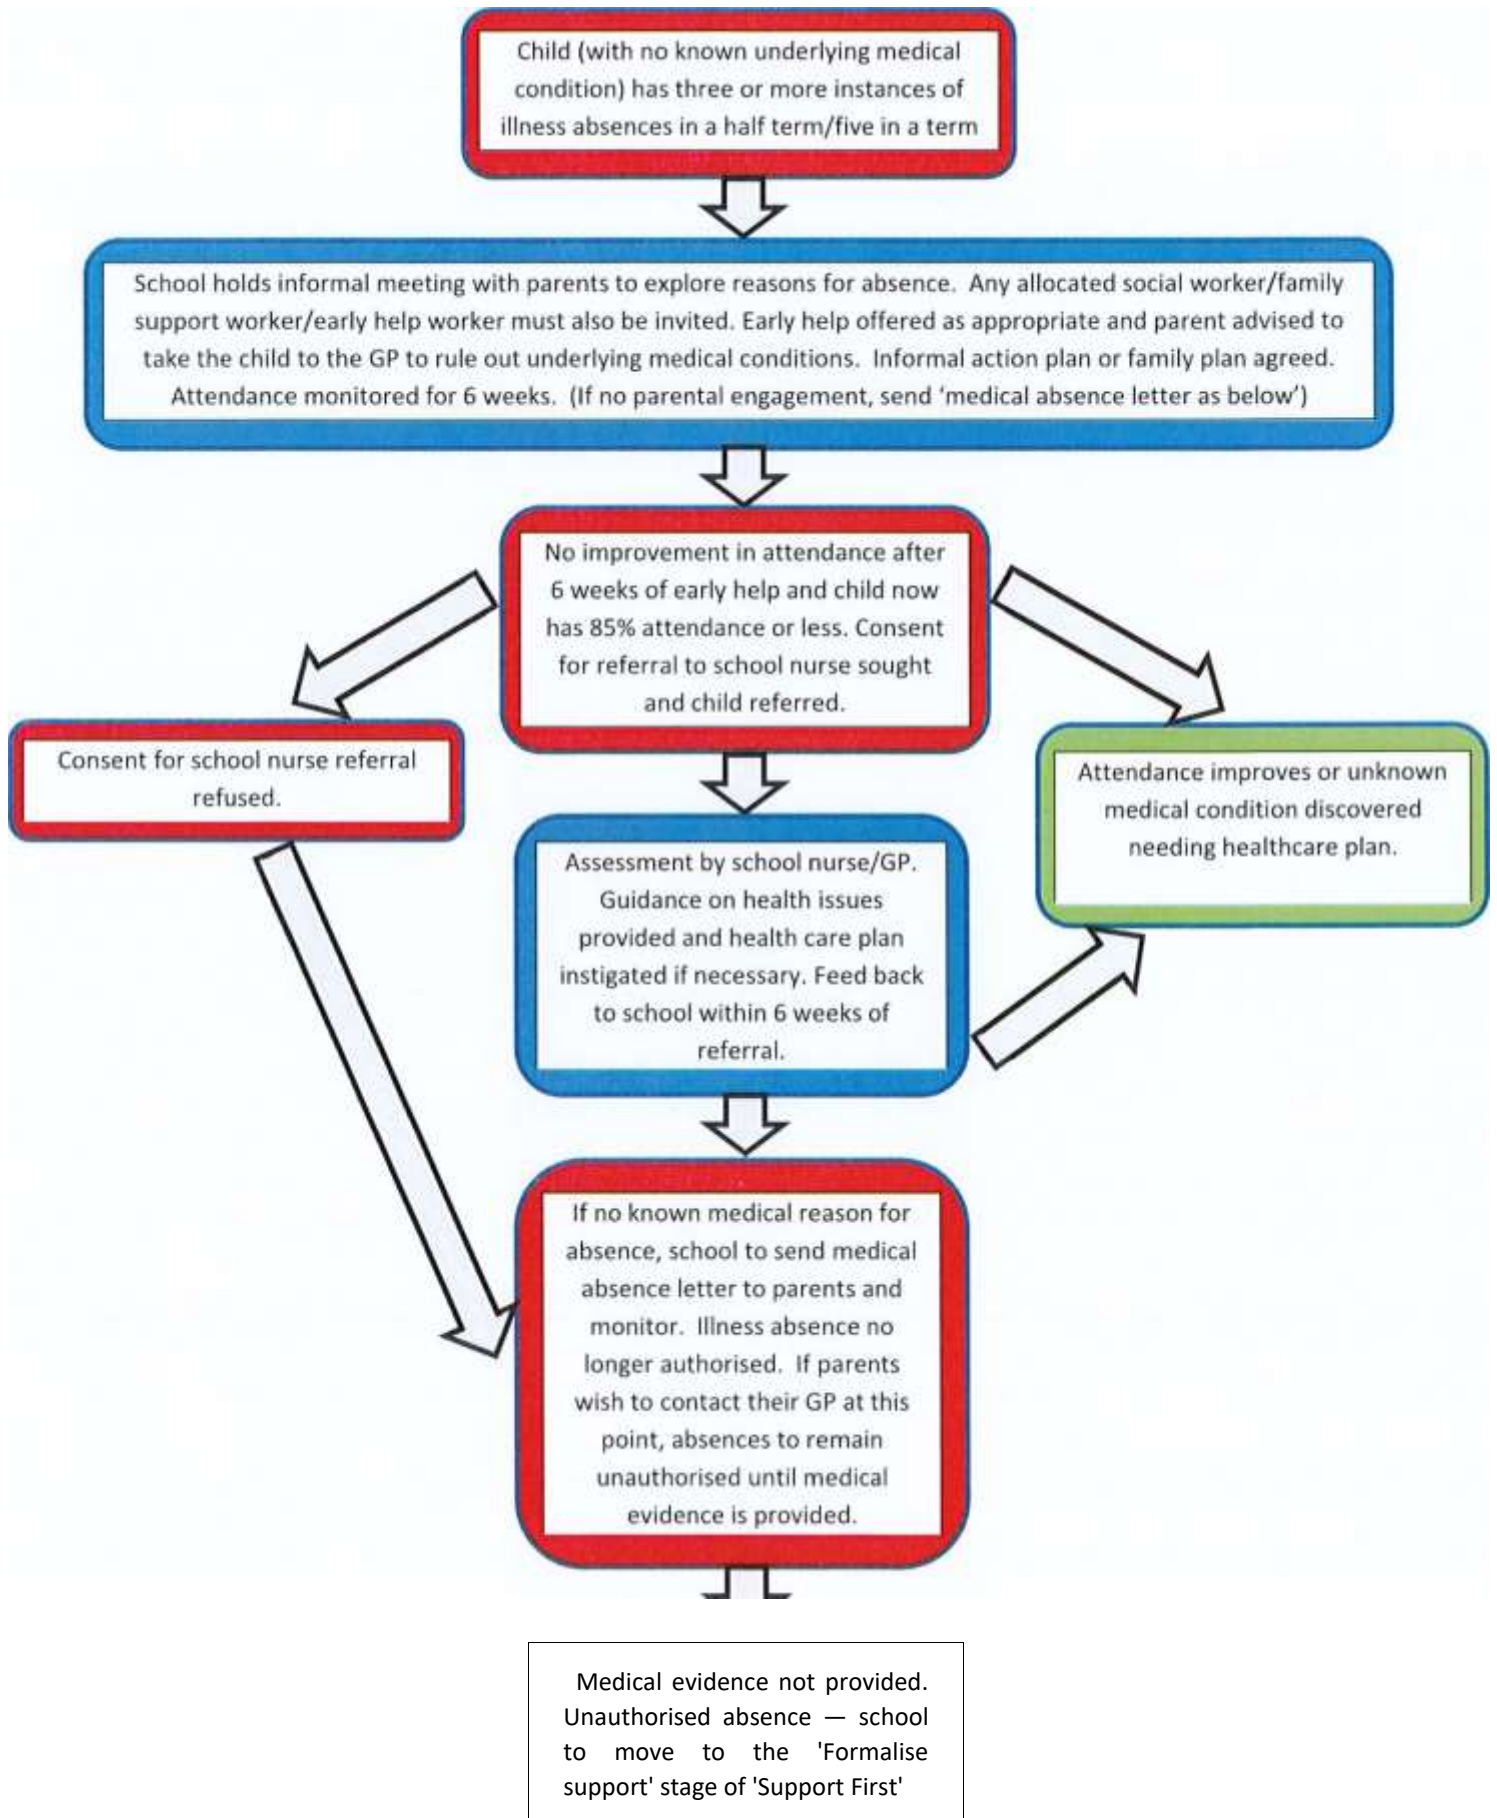 Child (with no known underlying medical
condition) has three or more instances of
illness absences in a half term/five in a term
School holds informal meeting with parents to explore reasons for absence. Any allocated social worker/family
support worker/early help worker must also be invited. Early help offered as appropriate and parent advised to
take the child to the GP to rule out underlying medical conditions. Informal action plan or family plan agreed.
Attendance monitored for 6 weeks. (If no parental engagement, send ‘medical absence letter as below’)
No improvement in attendance after
6 weeks of early help and child now
has 85% attendance or less. Consent
for referral to school nurse sought
and child referred.
Consent for school nurse referral
refused.
Attendance improves or unknown
medical condition discovered
needing healthcare plan.
Assessment by school nurse/GP.
Guidance on health issues
provided and health care plan
instigated if necessary. Feed back
to school within 6 weeks of
referral.
If no known medical reason for
absence, school to send medical
absence letter to parents and
monitor. Illness absence no
longer authorised. If parents
wish to contact their GP at this
point, absences to remain
unauthorised until medical
evidence is provided.
Medical evidence not provided.
Unauthorised absence — school
to move to the 'Formalise
support' stage of 'Support First'